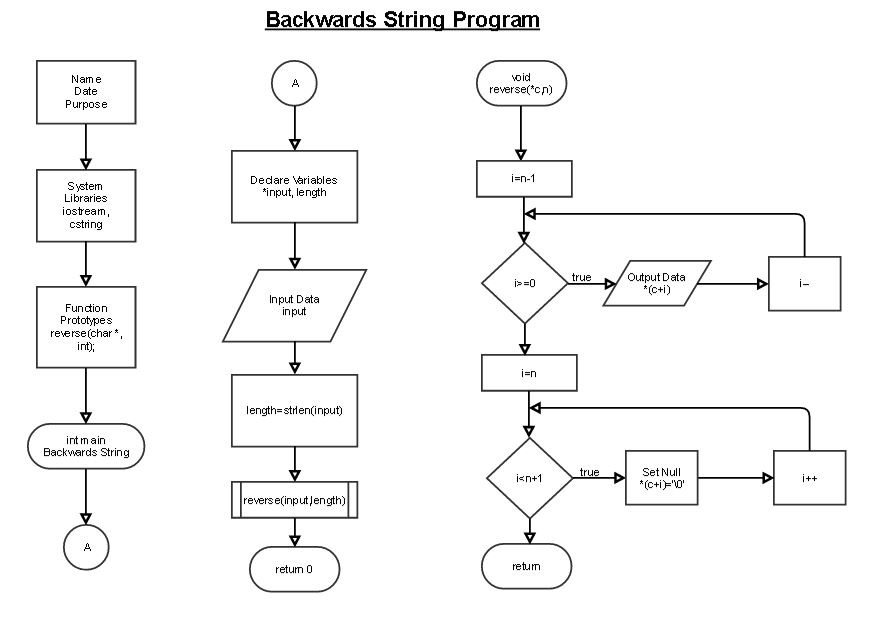 Backwards String Program
Name
Date
Purpose
System
Libraries
iostream,
cstring
Function
Prototypes
reverse(char*,
int);
int main
Backwards String
A
A
Declare Variables
*input, length
Input Data
input
length=strlen(input)
reverse(input,length)
return 0
void
reverse(*c,n)
i=n-1
i>=0
true
Output Data
*(c+i)
i--
i=n
i<n+1
true
Set Null
*(c+i)='\0'
i++
return